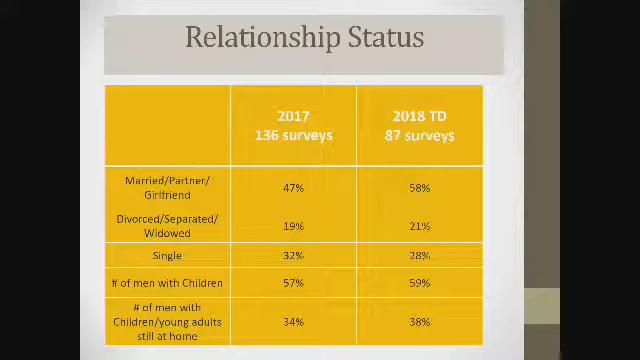 Relationship Status
2017
136 surveys
2018 TD
87 surveys
Married/Partner/
Girlfriend
47%
58%
Divorced/Separated/
Widowed
19%
21%
Single
32%
28%
# of men with Children
57%
59%
# of men with
Children/young adults
still at home
34%
38%